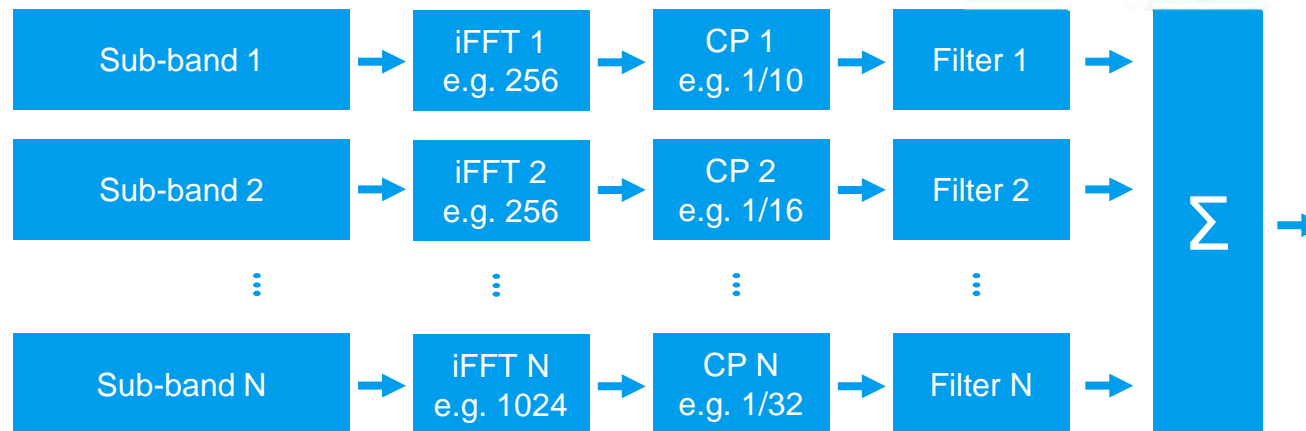 Sub-band 1
iFFT 1
e.g. 256
CP 1
e.g. 1/10
Filter 1
Sub-band 2
iFFT 2
e.g. 256
CP 2
e.g. 1/16
Filter 2
Σ
Sub-band N
iFFT N
e.g. 1024
CP N
e.g. 1/32
Filter N